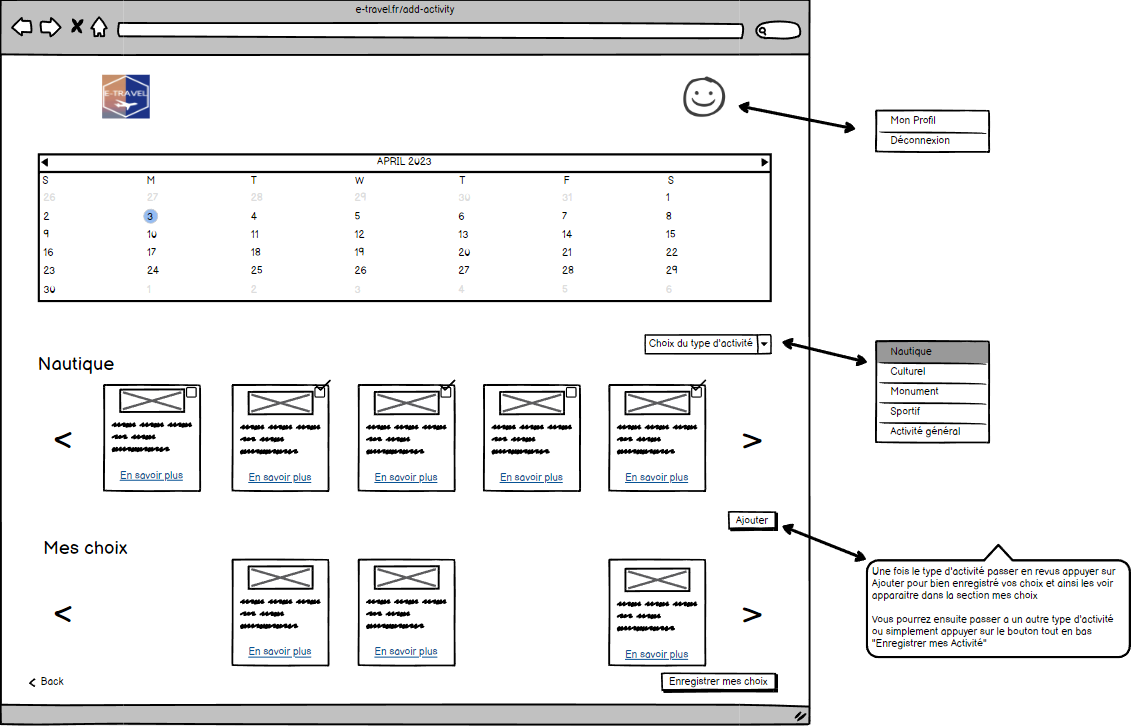 e-travel.fr/add-activity
E-TRAVEL
Mon Profil
Déconnexion
APRIL 2023
S M T W T F S
26 27 28 29 30 31 1
2 3 4 5 6 7 8
9 10 11 12 13 14 15
16 17 18 19 20 21 22
23 24 25 26 27 28 29
30 1 2 3 4 5 6
Choix du type d'activité
Nautique
Nautique
Culturel
Monument
Sportif
Activité général
< >
En savoir plus En savoir plus En savoir plus En savoir plus En savoir plus
Ajouter
Mes choix
Une fois le type d'activité passer en revus appuyer sur
Ajouter pour bien enregistré vos choix et ainsi les voir
apparaitre dans la section mes choix
Vous pourrez ensuite passer a un autre type d'activité
ou simplement appuyer sur le bouton tout en bas
"Enregistrer mes Activité"
< >
En savoir plus En savoir plus En savoir plus
< Back
Enregistrer mes choix